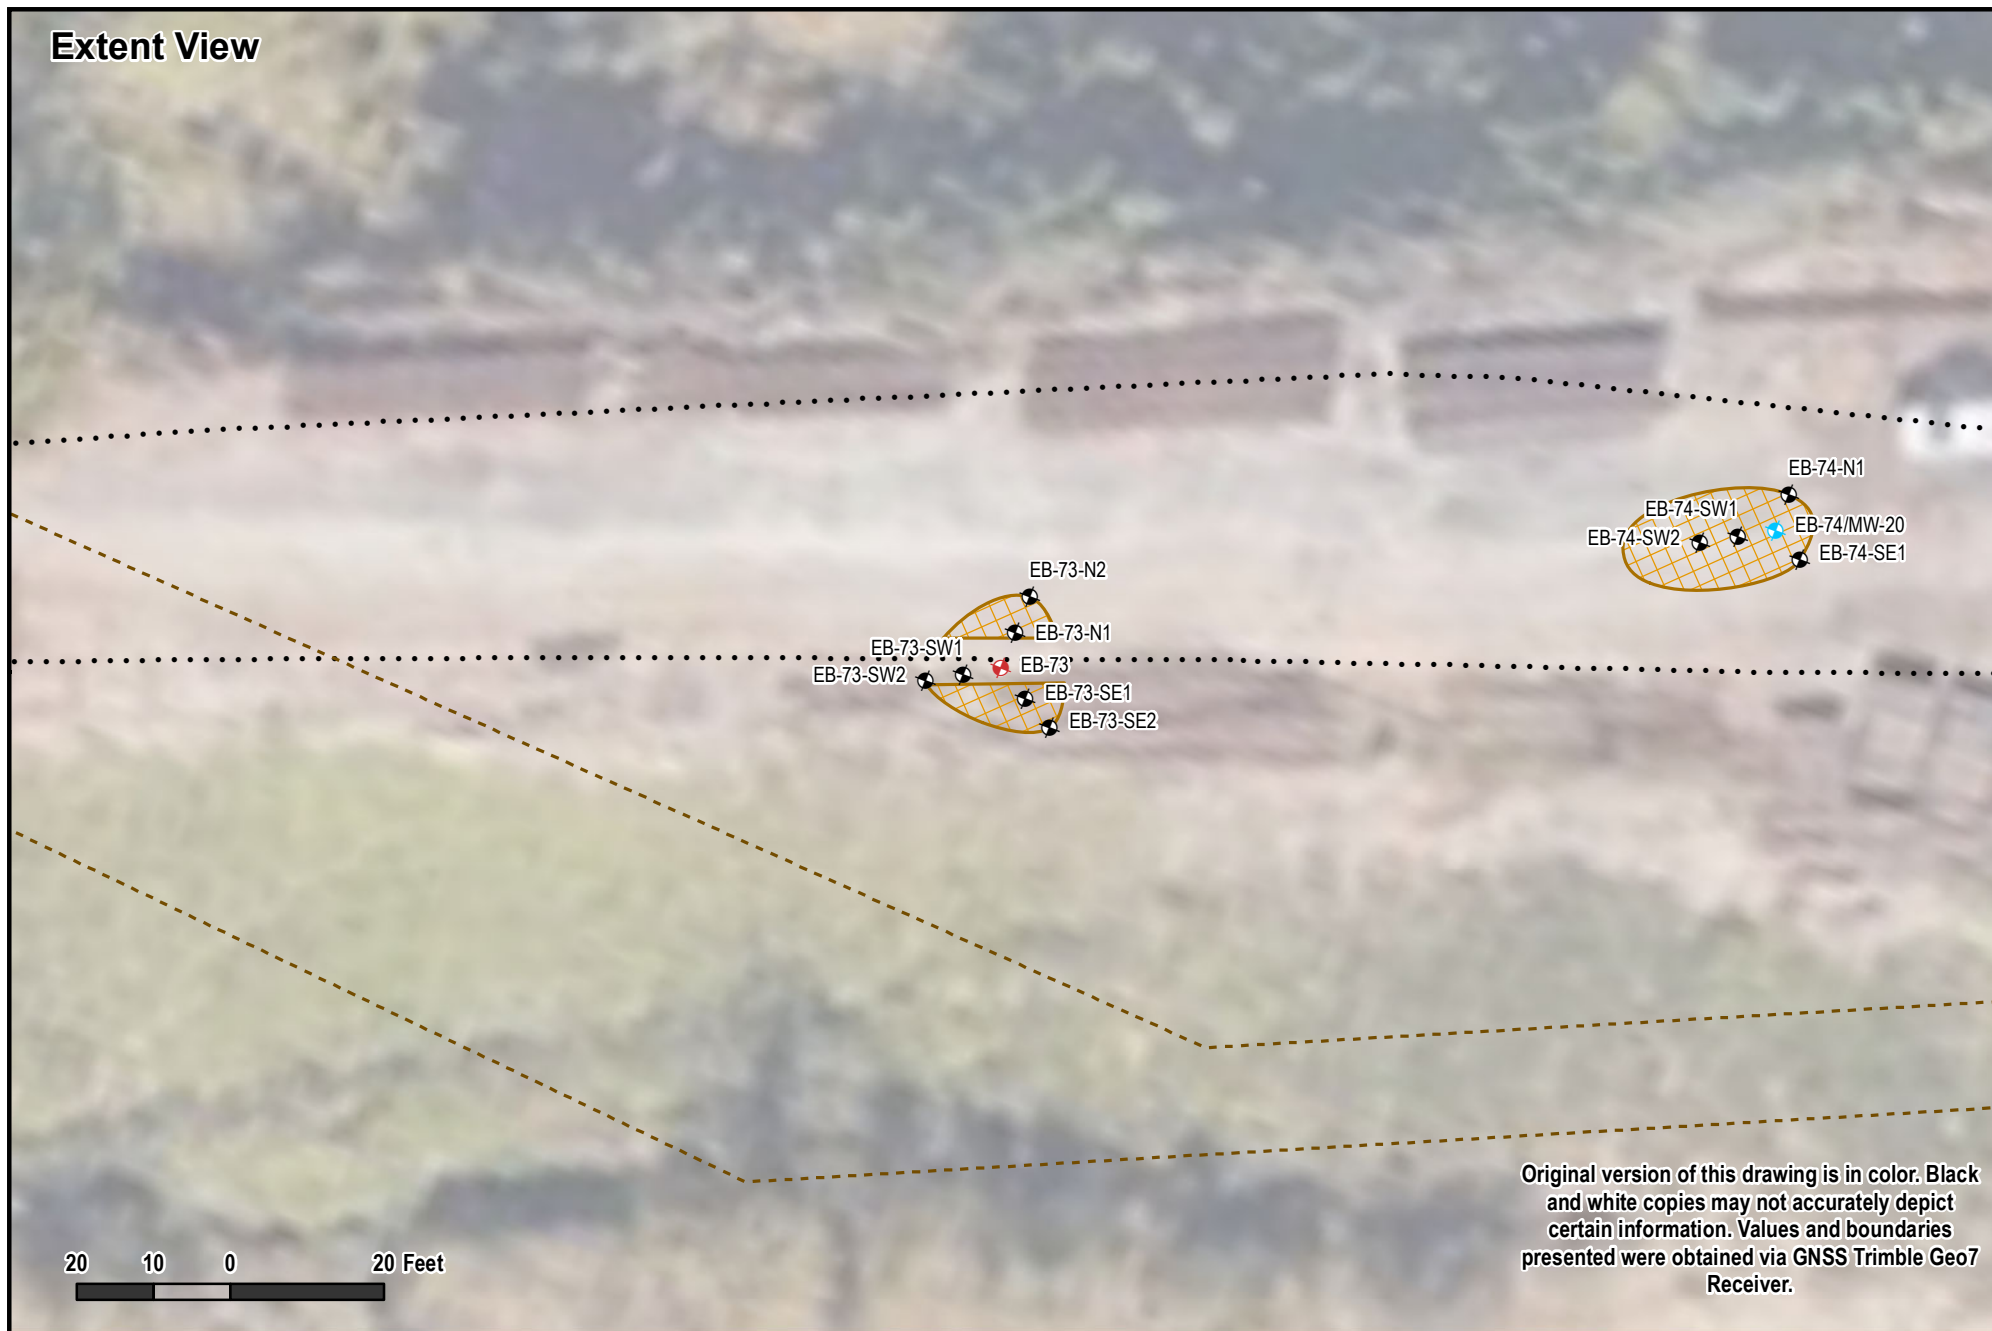 Extent View
EB-74-N1
EB-74-SW1
EB-74/MW-20
EB-74-SW2
EB-74-SE1
EB-73-N2
EB-73-N1
EB-73-SW1
EB-73
EB-73-SW2
EB-73-SE1
EB-73-SE2
Original version of this drawing is in color. Black
and white copies may not accurately depict
certain information. Values and boundaries
presented were obtained via GNSS Trimble Geo7
Receiver.
20 10 0 20 Feet